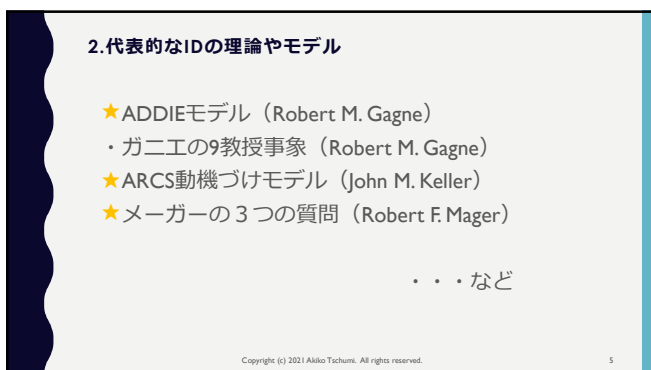 2.代表的なIDの理論やモデル
★ADDIEモデル（Robert M. Gagne）
・ガニエの9教授事象（Robert M. Gagne）
★ARCS動機づけモデル（John M. Keller）
★メーガーの３つの質問（Robert F. Mager）
・・・など
Copyright (c) 2021 Akiko Tschumi. All rights reserved.
5